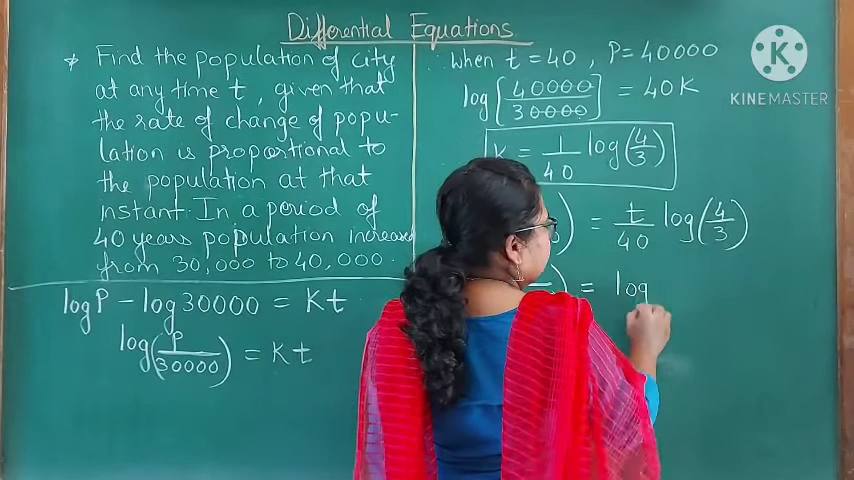 Differential Equations
* Find the population of city
at any time t, given that
the rate of change of popu-
lation is proportional to
the population at that
instant. In a period of
40 years population increased
from 30,000 to 40,000.
log P - log 30000 = Kt
log(P/30000) = Kt
∴ when t = 40, P = 40000
log[40000/30000] = 40K
K = 1/40 log(4/3)
) = t/40 log(4/3)
) = log
K
KINEMASTER